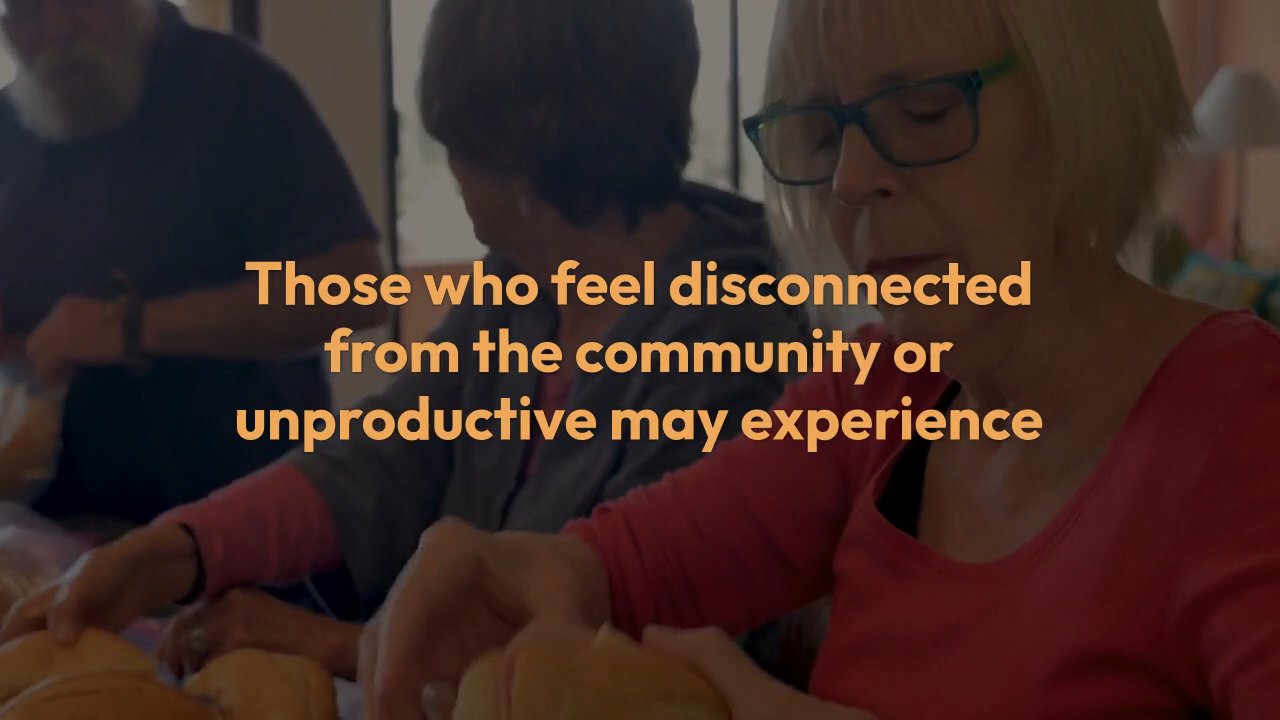 Those who feel disconnected
from the community or
unproductive may experience